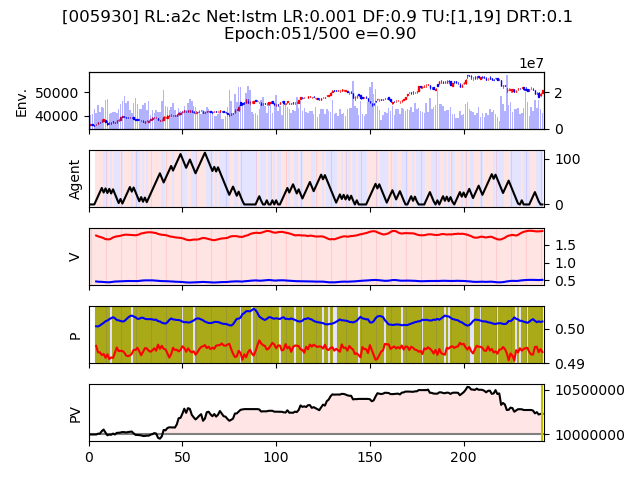 [005930] RL:a2c Net:lstm LR:0.001 DF:0.9 TU:[1,19] DRT:0.1
Epoch:051/500 e=0.90
1e7
Env.
50000
40000
2
0
Agent
100
0
V
1.5
1.0
0.5
P
0.50
0.49
PV
10500000
10000000
0 50 100 150 200